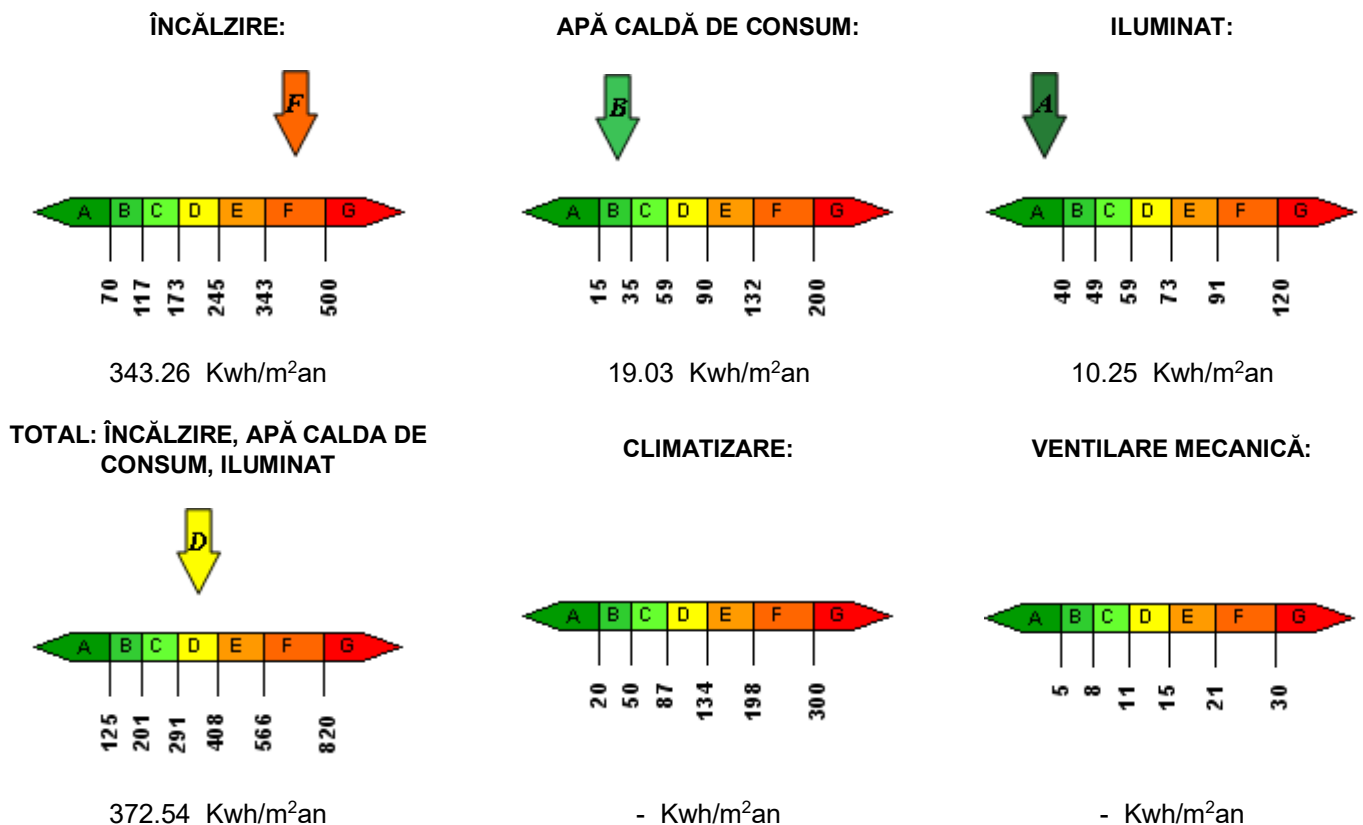 ÎNCĂLZIRE:
F
A B C D E F G
70 117 173 245 343 500
343.26 Kwh/m²an
APĂ CALDĂ DE CONSUM:
B
A B C D E F G
15 35 59 90 132 200
19.03 Kwh/m²an
ILUMINAT:
A
A B C D E F G
40 49 59 73 91 120
10.25 Kwh/m²an
TOTAL: ÎNCĂLZIRE, APĂ CALDA DE
CONSUM, ILUMINAT
D
A B C D E F G
125 201 291 408 566 820
372.54 Kwh/m²an
CLIMATIZARE:
A B C D E F G
20 50 87 134 198 300
- Kwh/m²an
VENTILARE MECANICĂ:
A B C D E F G
5 8 11 15 21 30
- Kwh/m²an